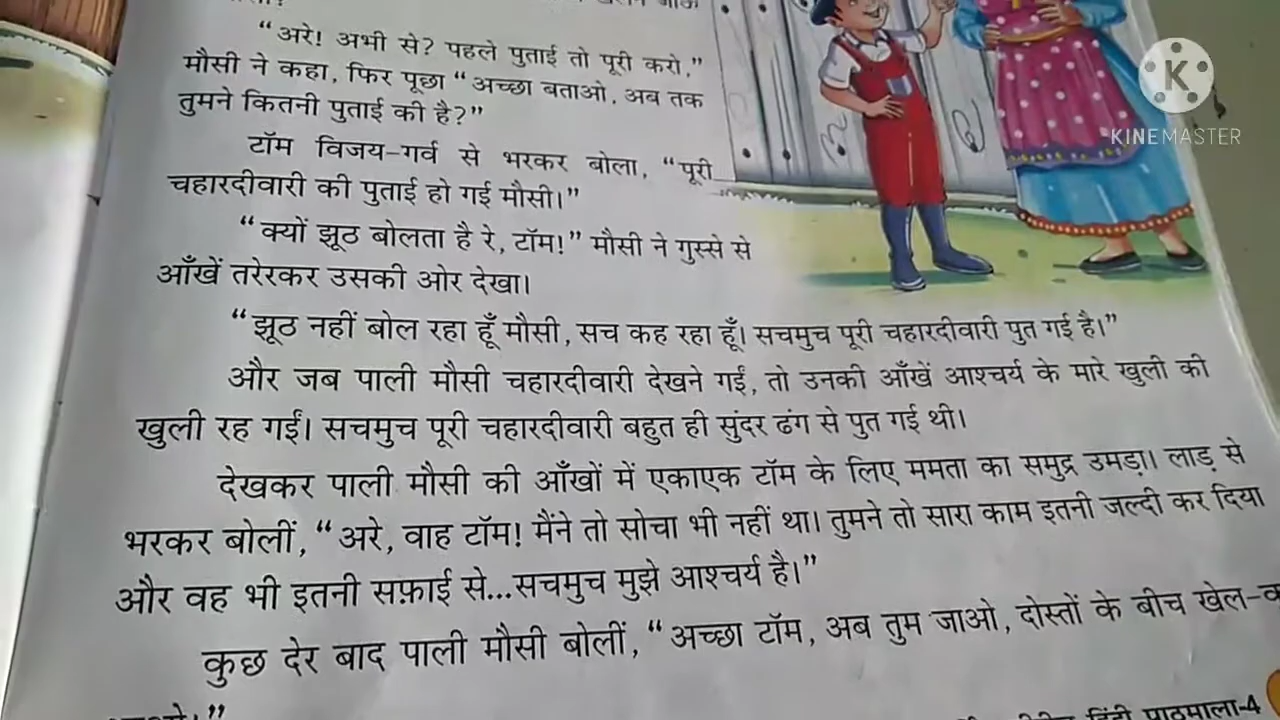 “अरे! अभी से? पहले पुताई तो पूरी करो,”
मौसी ने कहा, फिर पूछा “अच्छा बताओ, अब तक
तुमने कितनी पुताई की है?”
टॉम विजय-गर्व से भरकर बोला, “पूरी
चहारदीवारी की पुताई हो गई मौसी।”
“क्यों झूठ बोलता है रे, टॉम!” मौसी ने गुस्से से
आँखें तरेरकर उसकी ओर देखा।
“झूठ नहीं बोल रहा हूँ मौसी, सच कह रहा हूँ। सचमुच पूरी चहारदीवारी पुत गई है।”
और जब पाली मौसी चहारदीवारी देखने गईं, तो उनकी आँखें आश्चर्य के मारे खुली की
खुली रह गईं। सचमुच पूरी चहारदीवारी बहुत ही सुंदर ढंग से पुत गई थी।
देखकर पाली मौसी की आँखों में एकाएक टॉम के लिए ममता का समुद्र उमड़ा। लाड़ से
भरकर बोलीं, “अरे, वाह टॉम! मैंने तो सोचा भी नहीं था। तुमने तो सारा काम इतनी जल्दी कर दिया
और वह भी इतनी सफ़ाई से...सचमुच मुझे आश्चर्य है।”
कुछ देर बाद पाली मौसी बोलीं, “अच्छा टॉम, अब तुम जाओ, दोस्तों के बीच खेल-
हिंदी पाठमाला-4
K
KINEMASTER